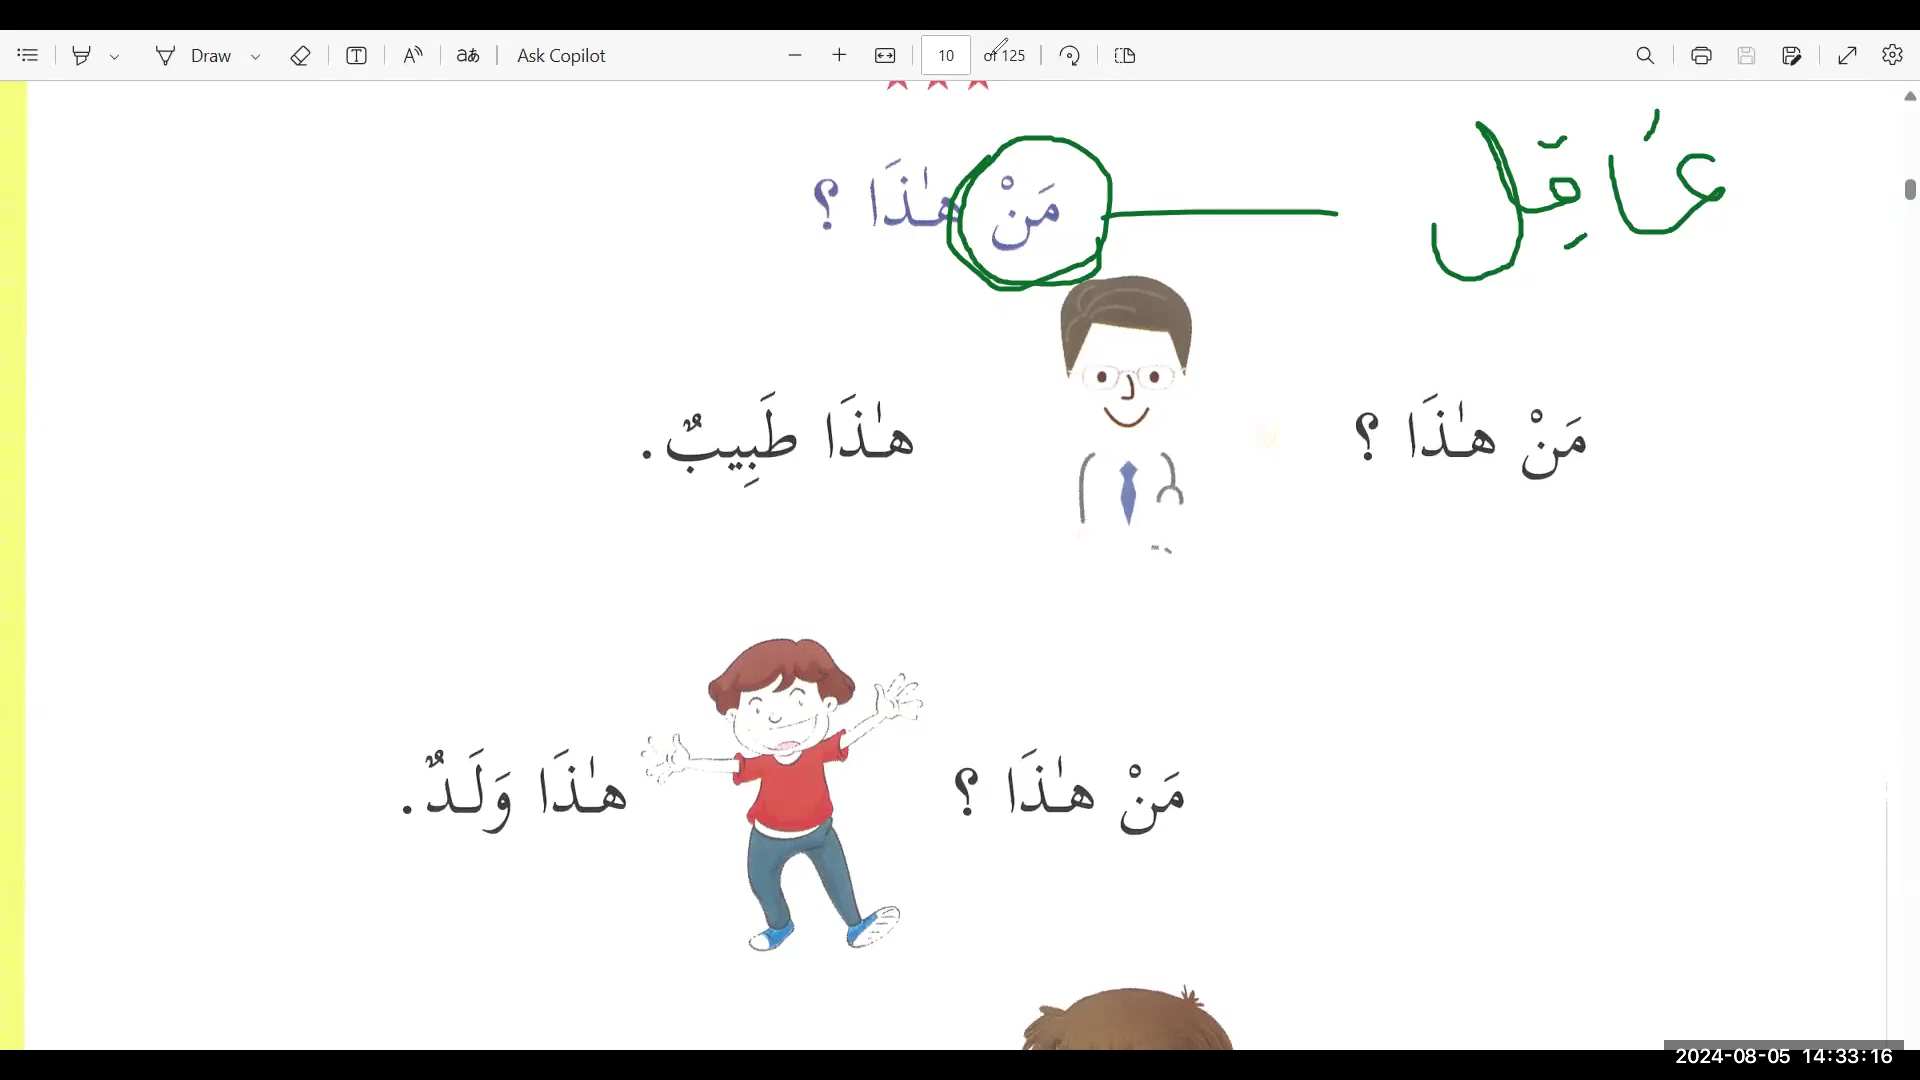 Draw
Ask Copilot
10 of 125
مَنْ هٰذَا ؟
عَاقِل
مَنْ هٰذَا ؟
هٰذَا طَبِيبٌ.
مَنْ هٰذَا ؟
هٰذَا وَلَدٌ.
2024-08-05 14:33:16